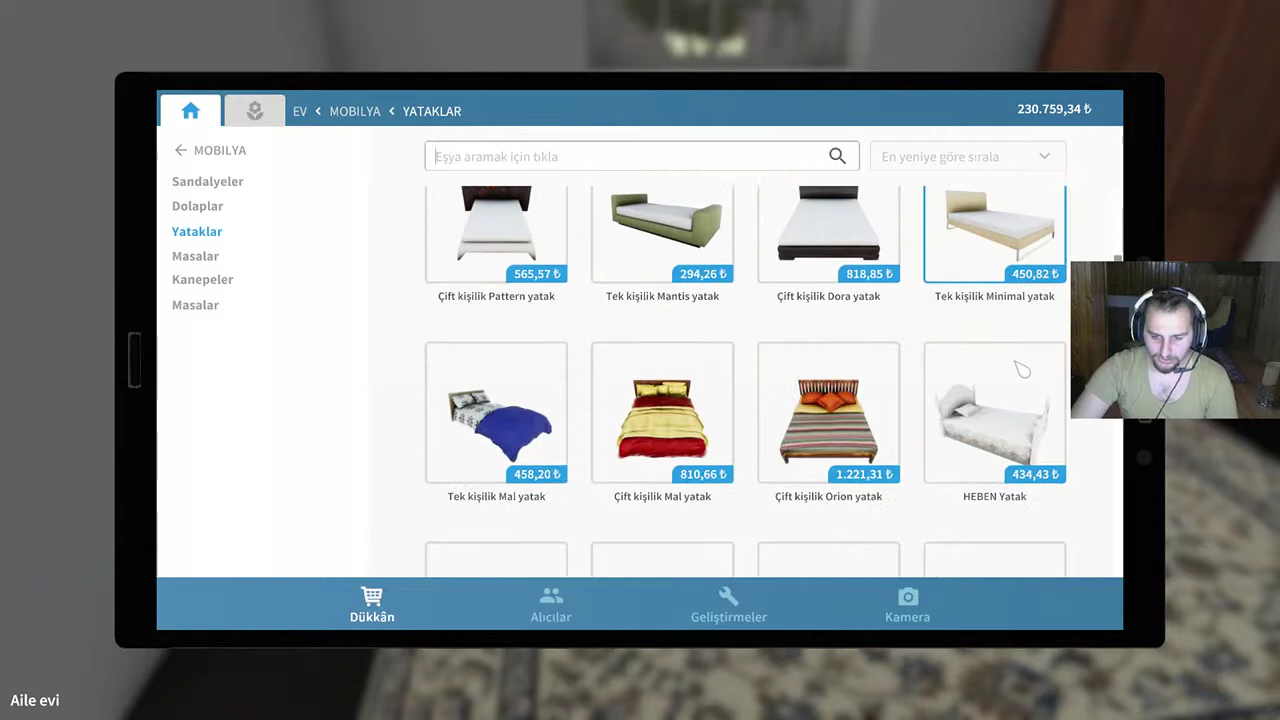 EV < MOBILYA < YATAKLAR
230.759,34 ₺
← MOBILYA
Eşya aramak için tıkla
En yeniye göre sırala
Sandalyeler
Dolaplar
Yataklar
Masalar
Kanepeler
Masalar
565,57 ₺
294,26 ₺
818,85 ₺
450,82 ₺
Çift kişilik Pattern yatak
Tek kişilik Mantis yatak
Çift kişilik Dora yatak
Tek kişilik Minimal yatak
458,20 ₺
810,66 ₺
1.221,31 ₺
434,43 ₺
Tek kişilik Mal yatak
Çift kişilik Mal yatak
Çift kişilik Orion yatak
HEBEN Yatak
Dükkân
Alıcılar
Geliştirmeler
Kamera
Aile evi